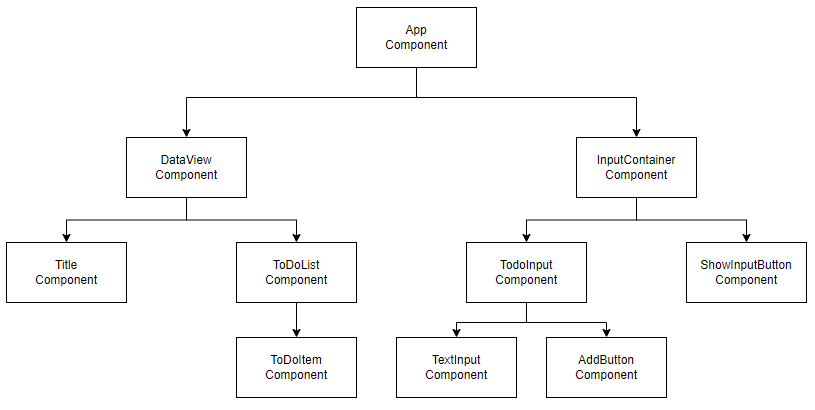 App
Component
DataView
Component
InputContainer
Component
Title
Component
ToDoList
Component
TodoInput
Component
ShowInputButton
Component
ToDoItem
Component
TextInput
Component
AddButton
Component